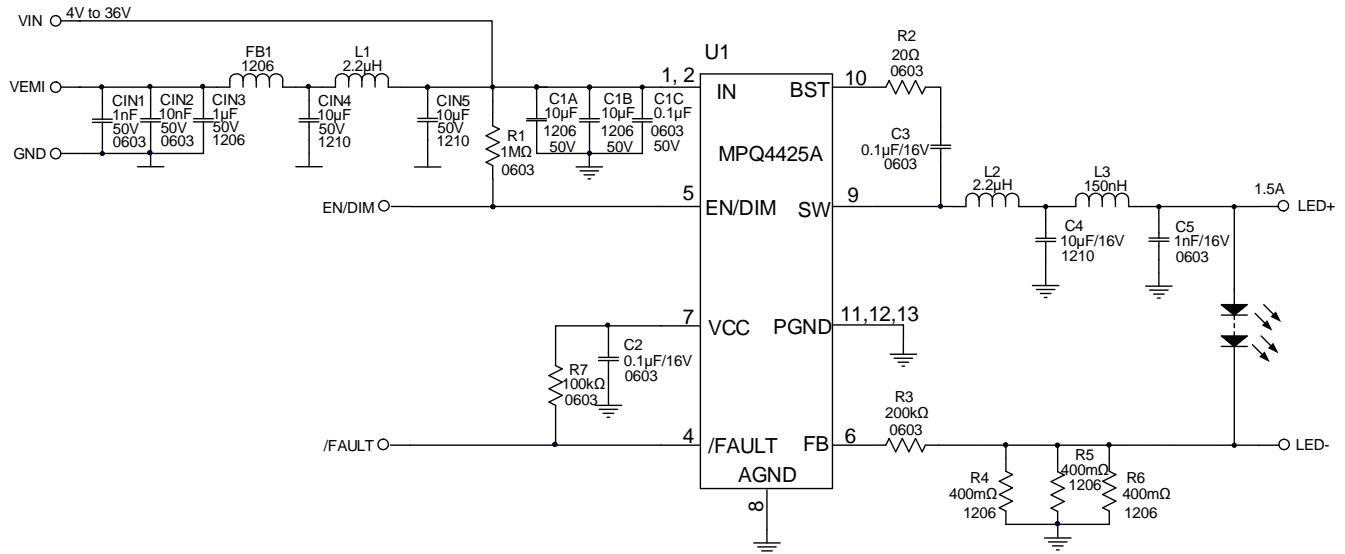 VIN
4V to 36V
FB1
1206
L1
2.2µH
VEMI
CIN1
1nF
50V
0603
CIN2
10nF
50V
0603
CIN3
1µF
50V
1206
CIN4
10µF
50V
1210
CIN5
10µF
50V
1210
GND
R1
1MΩ
0603
C1A
10µF
1206
50V
C1B
10µF
1206
50V
C1C
0.1µF
0603
50V
EN/DIM
U1
1, 2
IN
BST
10
MPQ4425A
5
EN/DIM
SW
9
7
VCC
PGND
11,12,13
4
/FAULT
FB
6
AGND
8
R2
20Ω
0603
C3
0.1µF/16V
0603
L2
2.2µH
L3
150nH
1.5A
LED+
C4
10µF/16V
1210
C5
1nF/16V
0603
C2
0.1µF/16V
0603
R7
100kΩ
0603
/FAULT
R3
200kΩ
0603
LED-
R4
400mΩ
1206
R5
400mΩ
1206
R6
400mΩ
1206